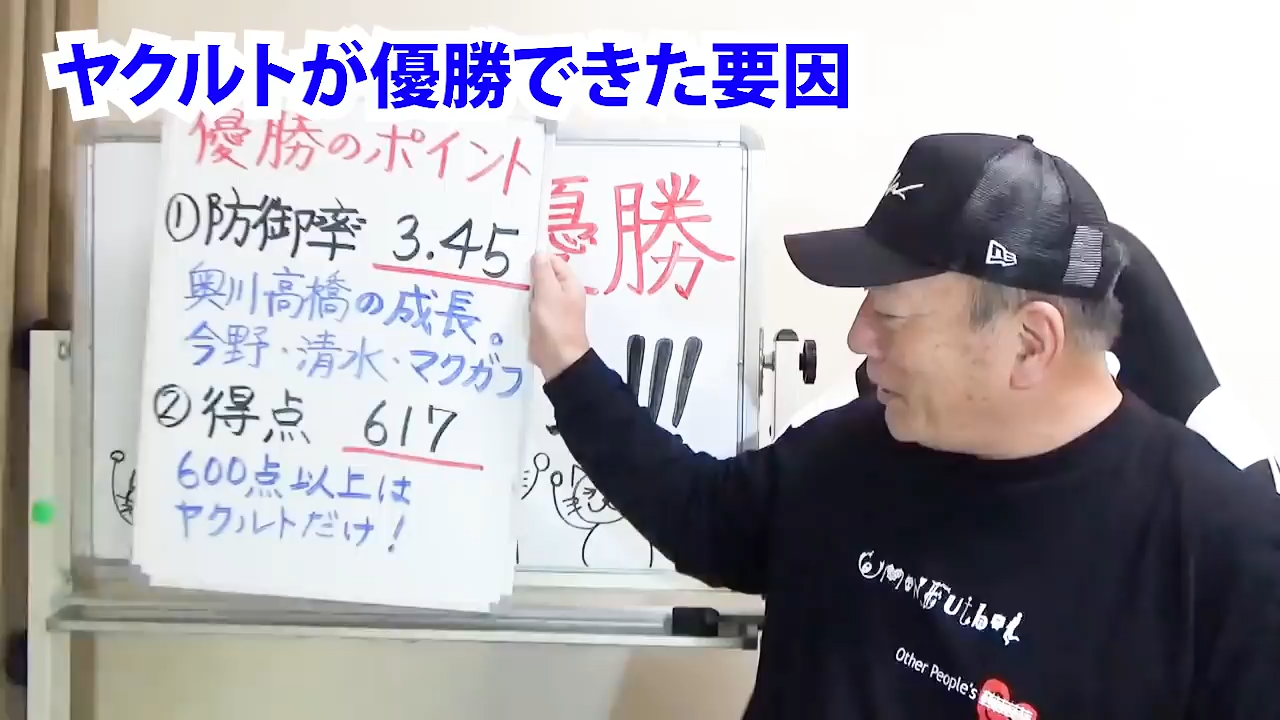 ヤクルトが優勝できた要因
優勝のポイント
①防御率 3.45
奥川高橋の成長。
今野・清水・マクガフ
②得点 617
600点以上は
ヤクルトだけ！
優勝
!!!
Other People's